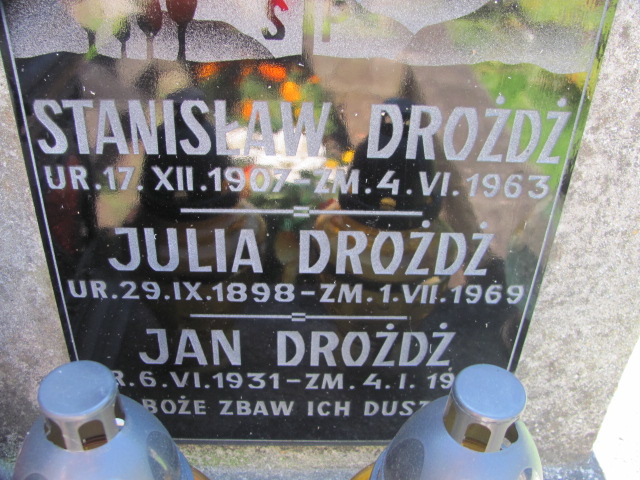 STANISŁAW DROŻDŻ
UR. 17. XII. 1907 - ZM. 4. VI. 1963
JULIA DROŻDŻ
UR. 29. IX. 1898 - ZM. 1. VII. 1969
JAN DROŻDŻ
6. VI. 1931 - ZM. 4. I.
BOŻE ZBAW ICH